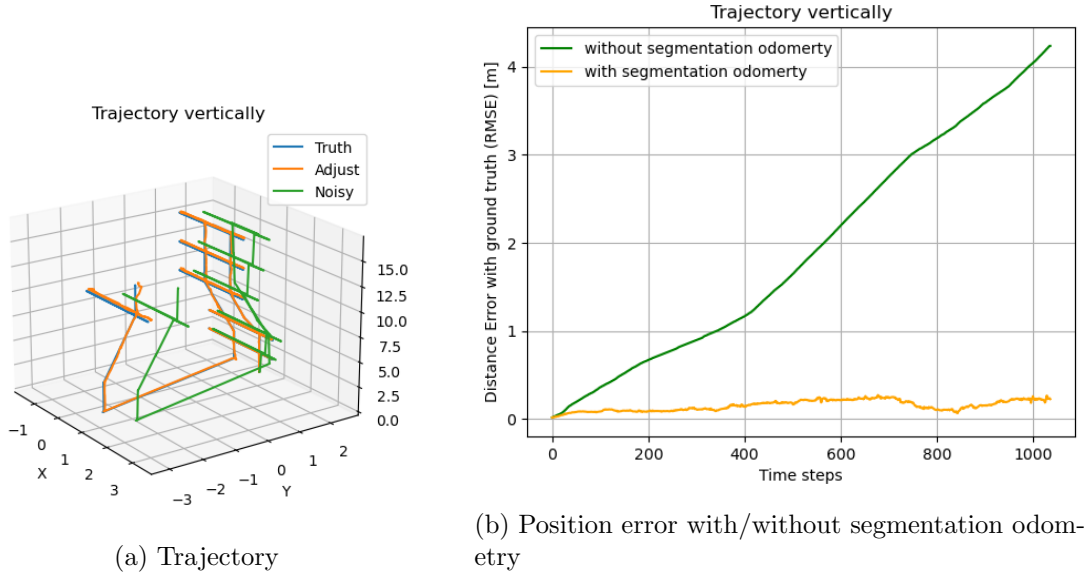 Trajectory vertically
Truth
Adjust
Noisy
15.0
12.5
10.0
7.5
5.0
2.5
0.0
−1
0
1
2
3
X
−3
−2
−1
0
1
2
Y
(a) Trajectory
Trajectory vertically
without segmentation odomerty
with segmentation odomerty
Distance Error with ground truth (RMSE) [m]
4
3
2
1
0
0 200 400 600 800 1000
Time steps
(b) Position error with/without segmentation odom-
etry